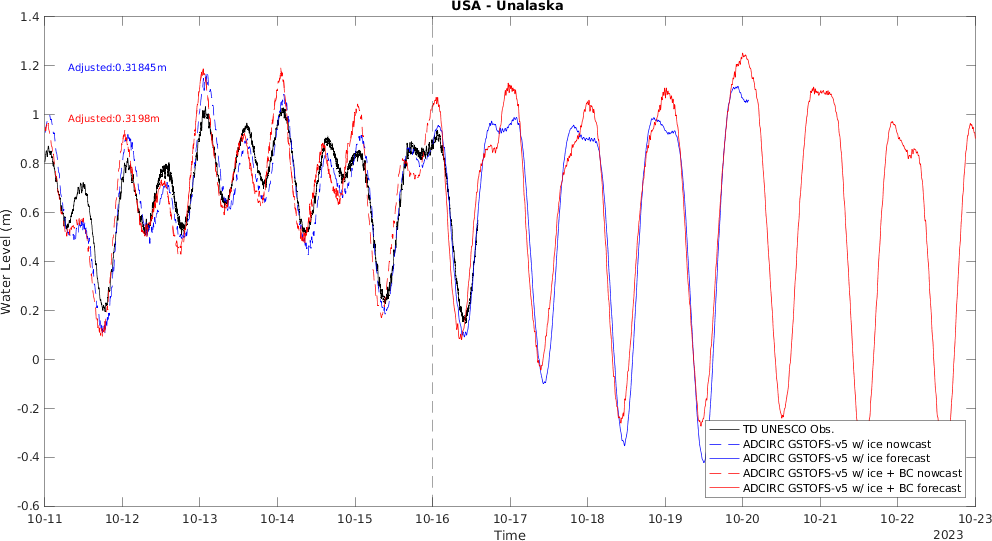 USA - Unalaska
1.4
1.2
1
0.8
0.6
0.4
0.2
0
-0.2
-0.4
-0.6
Water Level (m)
Adjusted:0.31845m
Adjusted:0.3198m
TD UNESCO Obs.
ADCIRC GSTOFS-v5 w/ ice nowcast
ADCIRC GSTOFS-v5 w/ ice forecast
ADCIRC GSTOFS-v5 w/ ice + BC nowcast
ADCIRC GSTOFS-v5 w/ ice + BC forecast
10-11 10-12 10-13 10-14 10-15 10-16 10-17 10-18 10-19 10-20 10-21 10-22 10-23
Time
2023